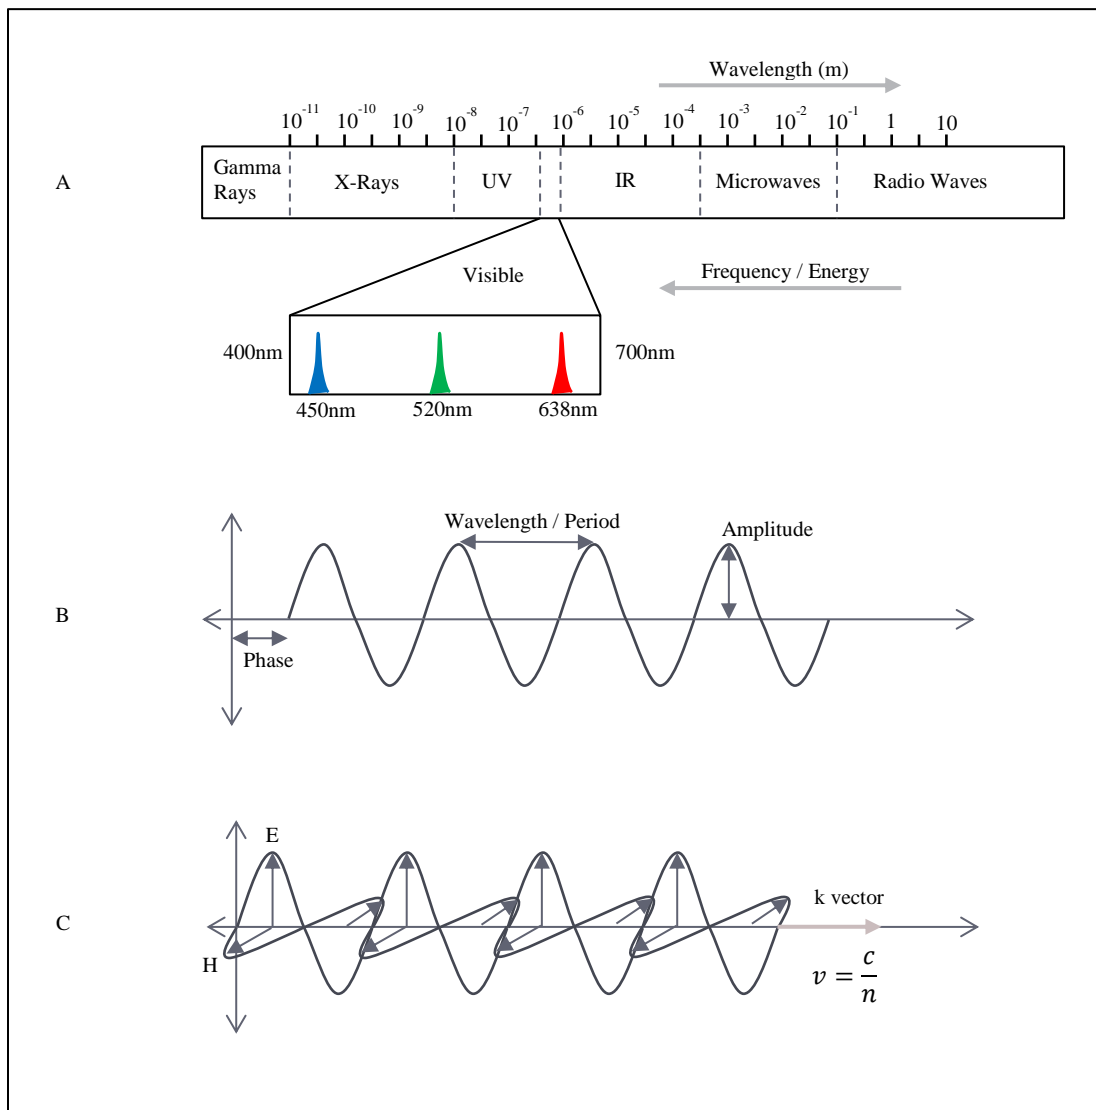 Wavelength (m)
10^-11 10^-10 10^-9 10^-8 10^-7 10^-6 10^-5 10^-4 10^-3 10^-2 10^-1 1 10
A
Gamma
Rays
X-Rays
UV
IR
Microwaves
Radio Waves
Visible
Frequency / Energy
400nm
700nm
450nm
520nm
638nm
B
Wavelength / Period
Amplitude
Phase
C
E
H
k vector
v = c/n